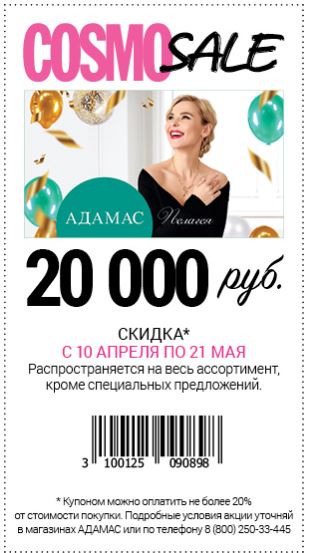 COSMO SALE
АДАМАС Пелагея
20 000 руб.
СКИДКА*
С 10 АПРЕЛЯ ПО 21 МАЯ
Распространяется на весь ассортимент,
кроме специальных предложений.
3 100125 090898
* Купоном можно оплатить не более 20%
от стоимости покупки. Подробные условия акции уточняй
в магазинах АДАМАС или по телефону 8 (800) 250-33-445